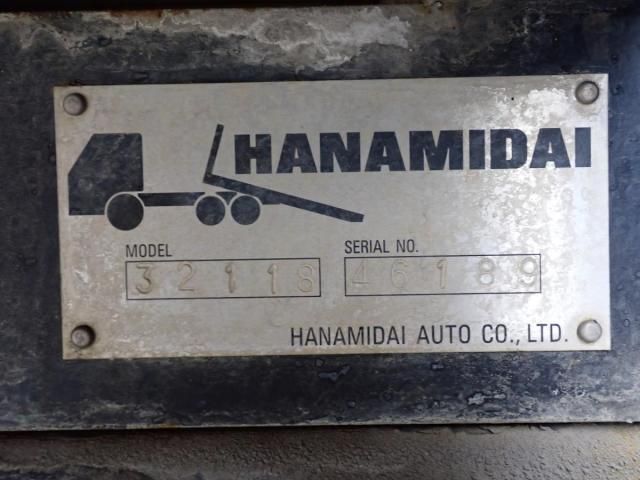 HANAMIDAI
MODEL SERIAL NO.
32118 46189
HANAMIDAI AUTO CO., LTD.